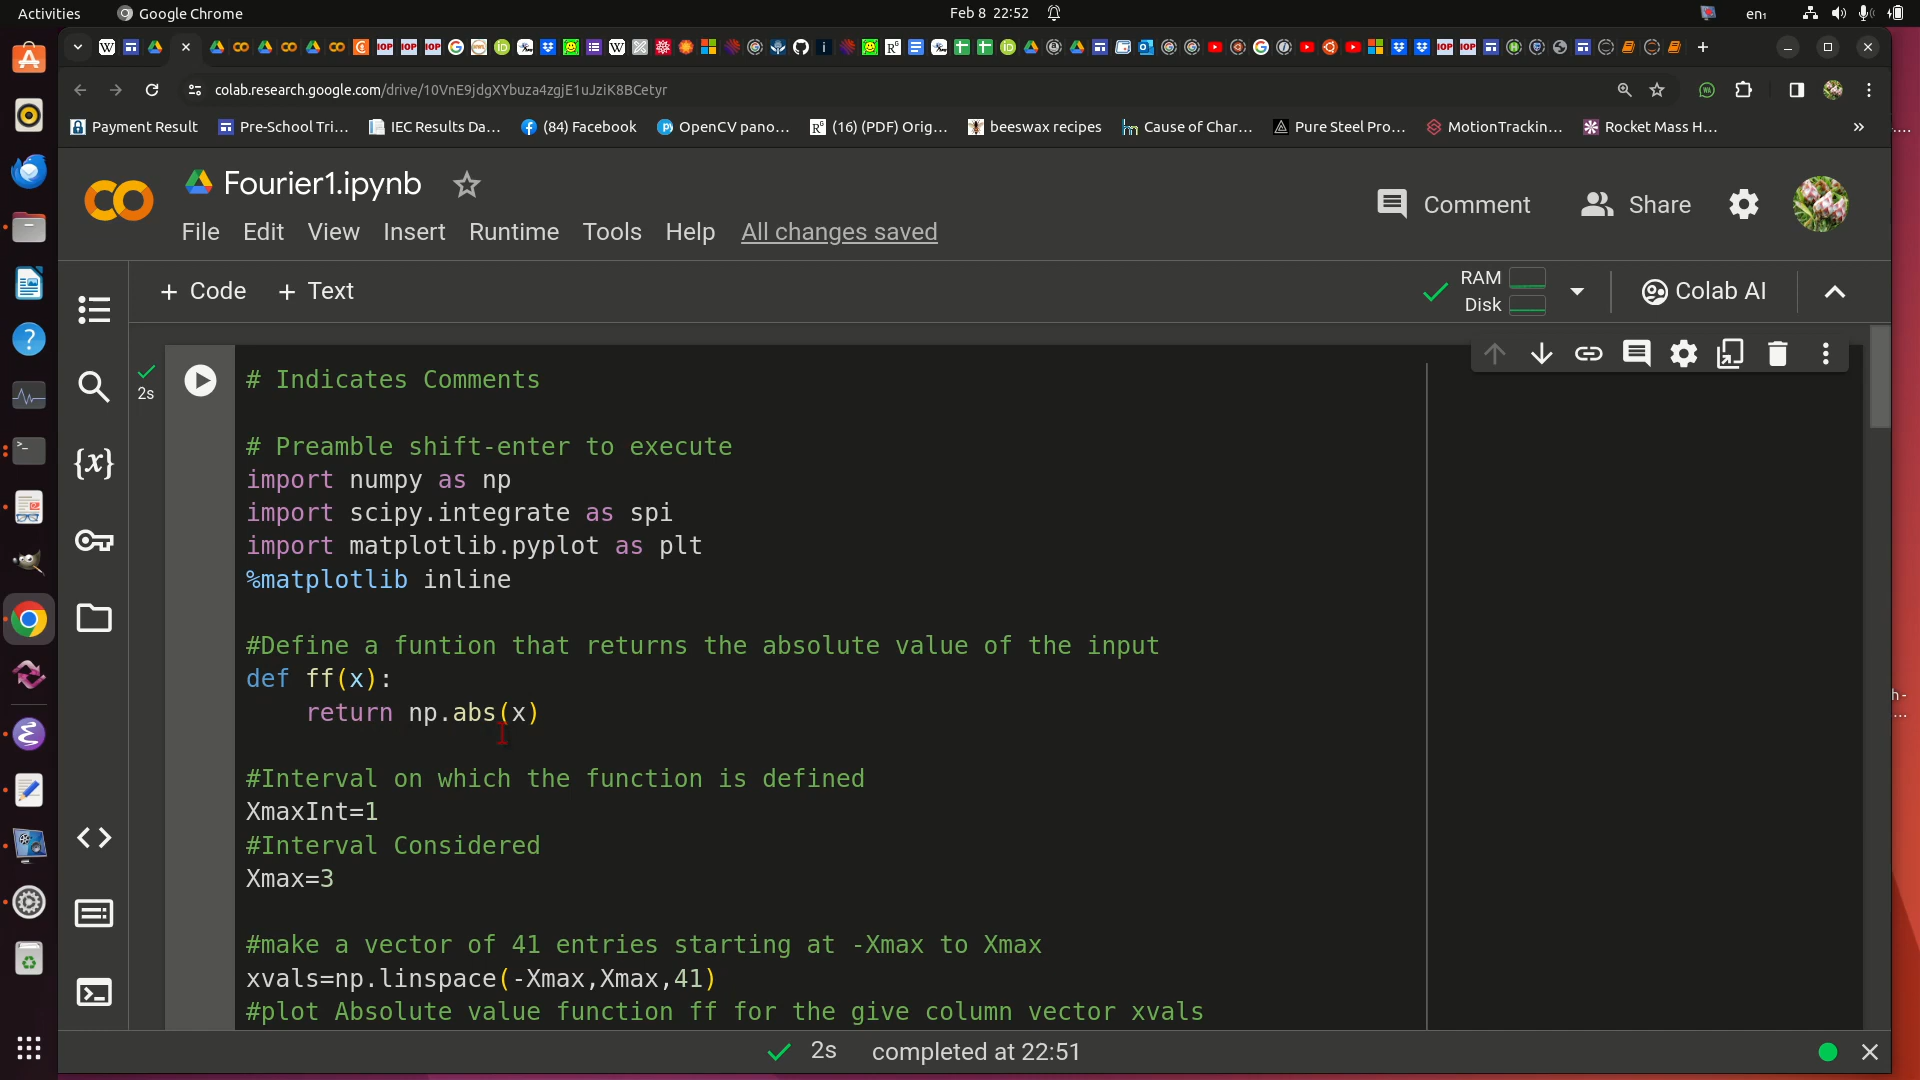 Activities
Google Chrome
Feb 8 22:52
en₁
colab.research.google.com/drive/10VnE9jdgXYbuza4zgjE1uJziK8BCetyr
Payment Result
Pre-School Tri...
IEC Results Da...
(84) Facebook
OpenCV pano...
(16) (PDF) Orig...
beeswax recipes
Cause of Char...
Pure Steel Pro...
MotionTrackin...
Rocket Mass H...
»
Fourier1.ipynb
Comment
Share
File Edit View Insert Runtime Tools Help All changes saved
+ Code + Text
RAM
Disk
Colab AI
2s
# Indicates Comments
# Preamble shift-enter to execute
import numpy as np
import scipy.integrate as spi
import matplotlib.pyplot as plt
%matplotlib inline
#Define a funtion that returns the absolute value of the input
def ff(x):
    return np.abs(x)
#Interval on which the function is defined
XmaxInt=1
#Interval Considered
Xmax=3
#make a vector of 41 entries starting at -Xmax to Xmax
xvals=np.linspace(-Xmax,Xmax,41)
#plot Absolute value function ff for the give column vector xvals
2s completed at 22:51